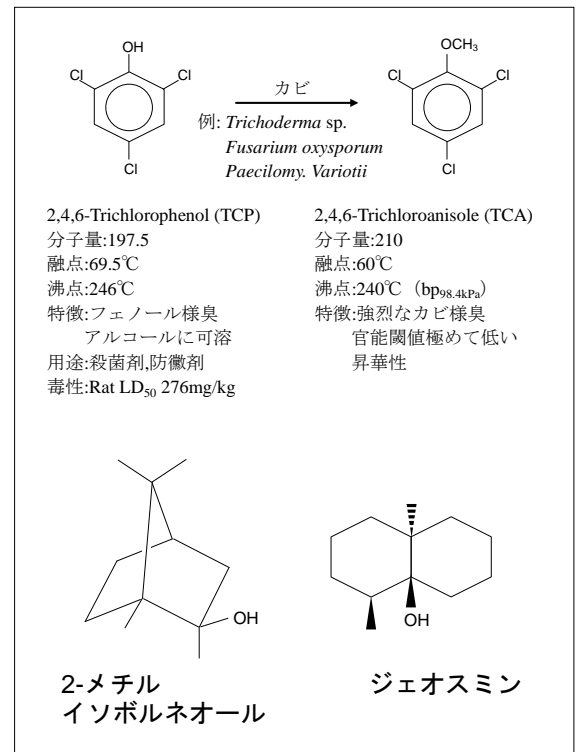 OH
Cl
Cl
Cl
カビ
例: Trichoderma sp.
Fusarium oxysporum
Paecilomy. Variotii
OCH3
Cl
Cl
Cl
2,4,6-Trichlorophenol (TCP)
分子量:197.5
融点:69.5℃
沸点:246℃
特徴:フェノール様臭
アルコールに可溶
用途:殺菌剤,防黴剤
毒性:Rat LD50 276mg/kg
2,4,6-Trichloroanisole (TCA)
分子量:210
融点:60℃
沸点:240℃（bp98.4kPa）
特徴:強烈なカビ様臭
官能閾値極めて低い
昇華性
OH
2-メチル
イソボルネオール
OH
ジェオスミン